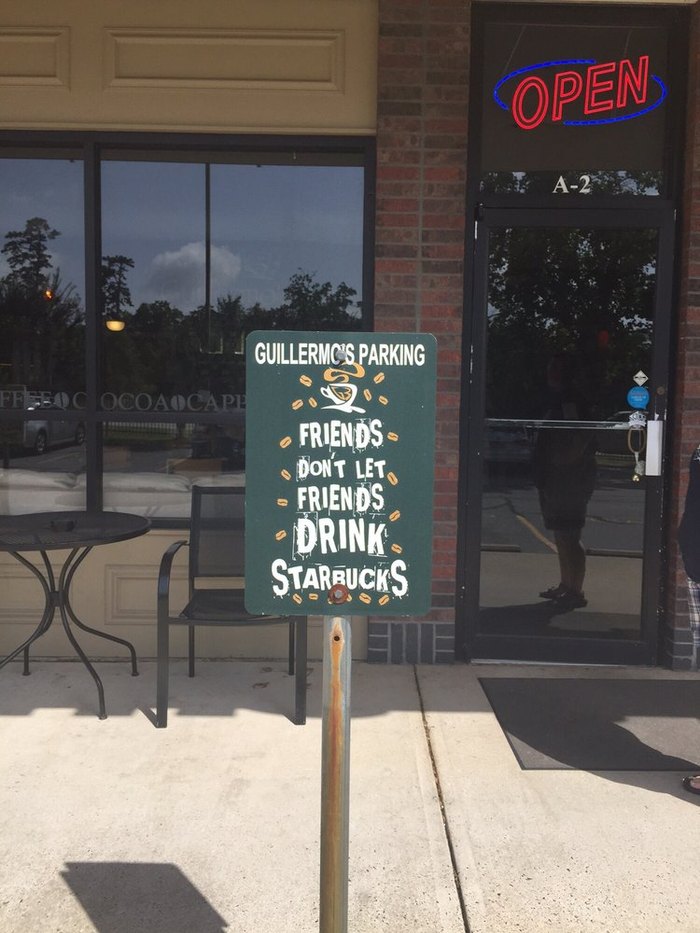 OPEN
A-2
GUILLERMO'S PARKING
FRIENDS
DON'T LET
FRIENDS
DRINK
STARBUCKS